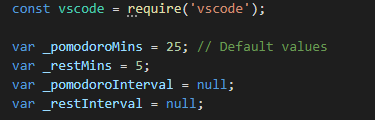 const vscode = require('vscode');
var _pomodoroMins = 25; // Default values
var _restMins = 5;
var _pomodoroInterval = null;
var _restInterval = null;